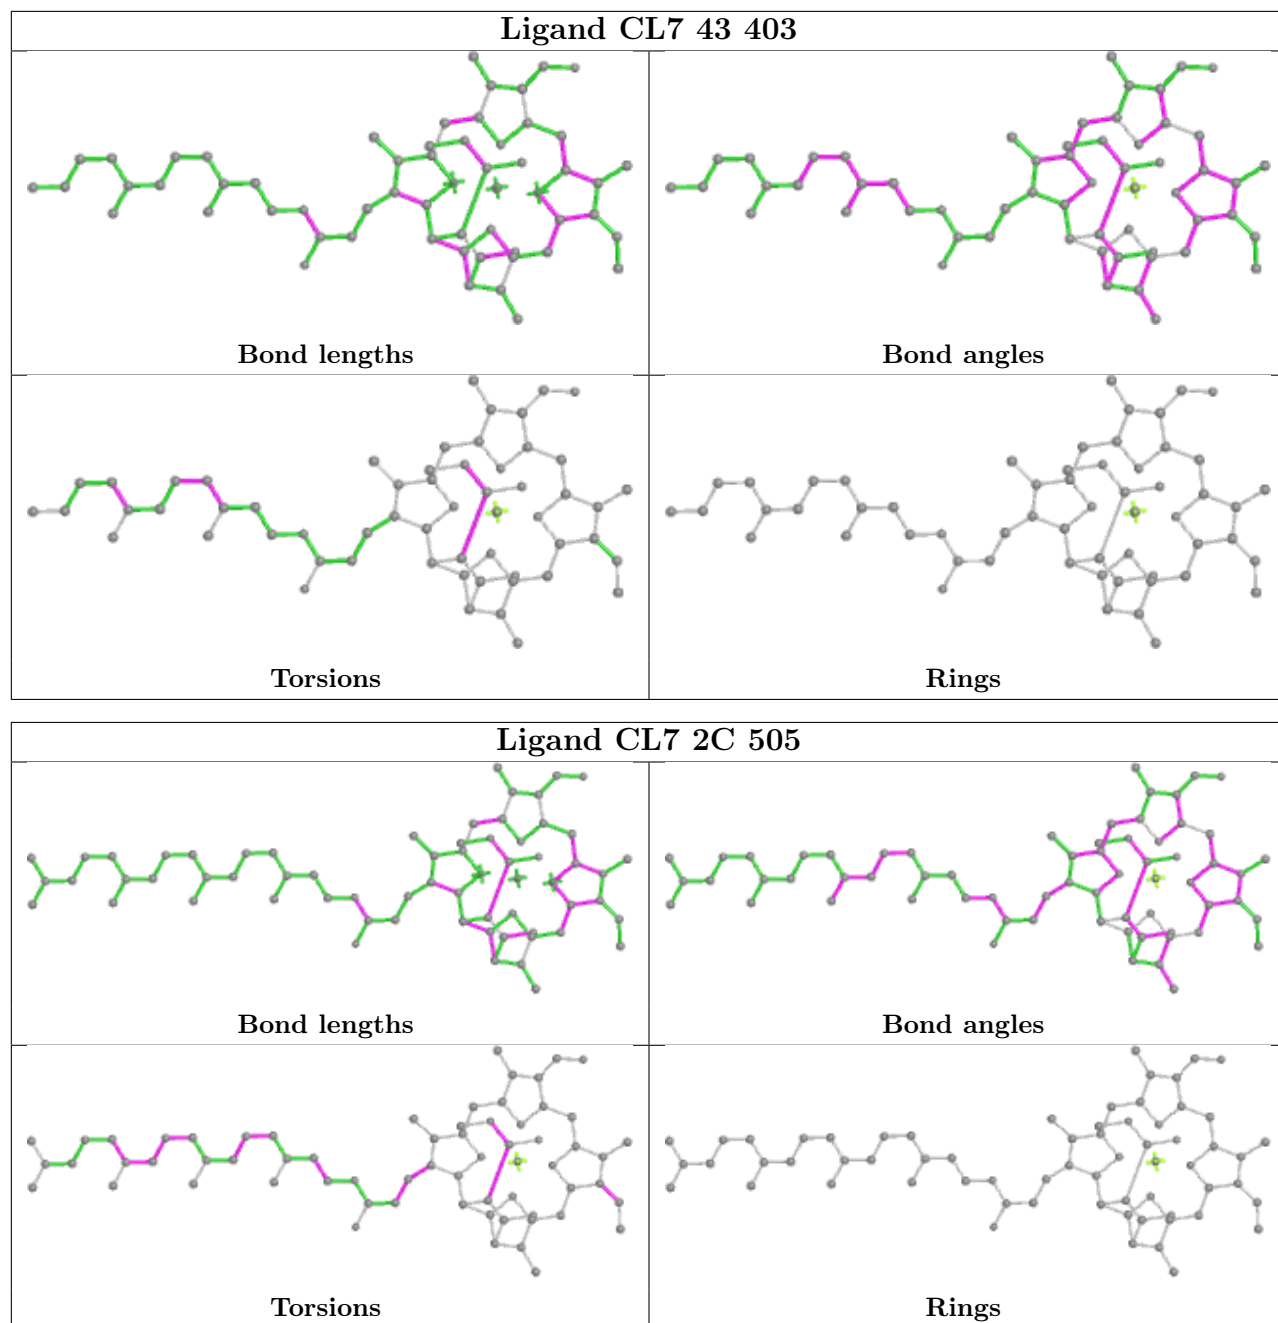 Ligand CL7 43 403
Bond lengths
Bond angles
Torsions
Rings
Ligand CL7 2C 505
Bond lengths
Bond angles
Torsions
Rings